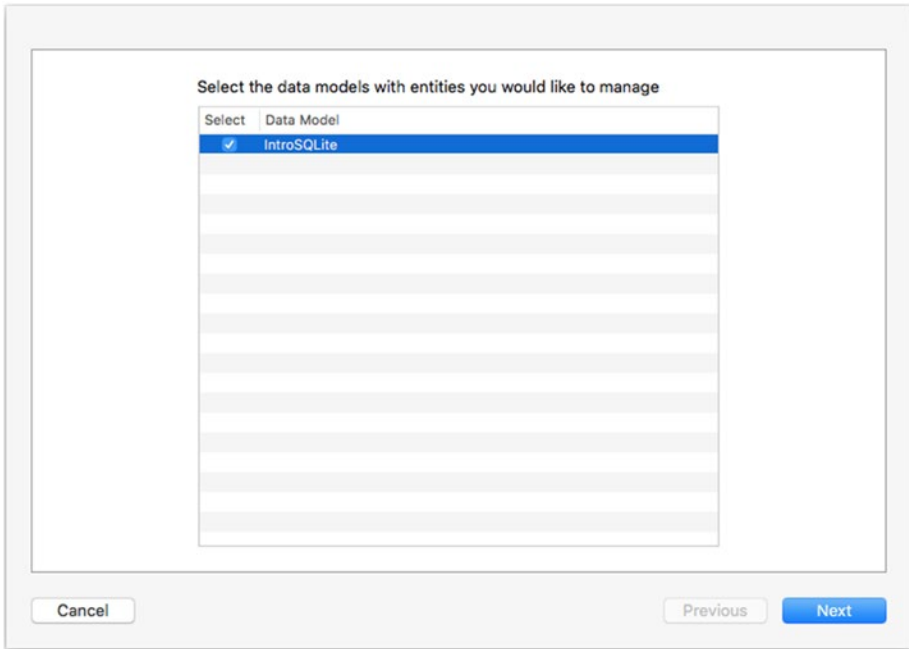 Select the data models with entities you would like to manage
Select Data Model
IntroSQLite
Cancel Previous Next